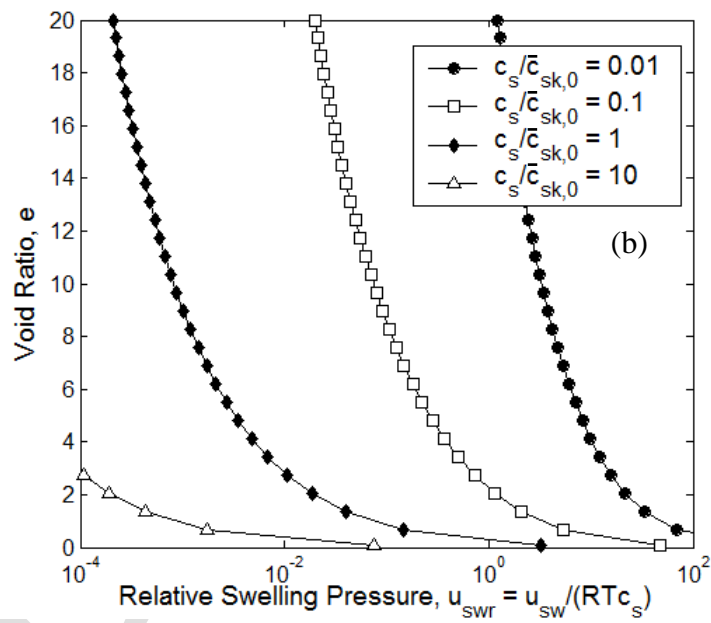 20
18
16
14
12
10
8
6
4
2
0
Void Ratio, e
c_s/c̄_sk,0 = 0.01
c_s/c̄_sk,0 = 0.1
c_s/c̄_sk,0 = 1
c_s/c̄_sk,0 = 10
(b)
10^-4 10^-2 10^0 10^2
Relative Swelling Pressure, u_swr = u_sw/(RTc_s)